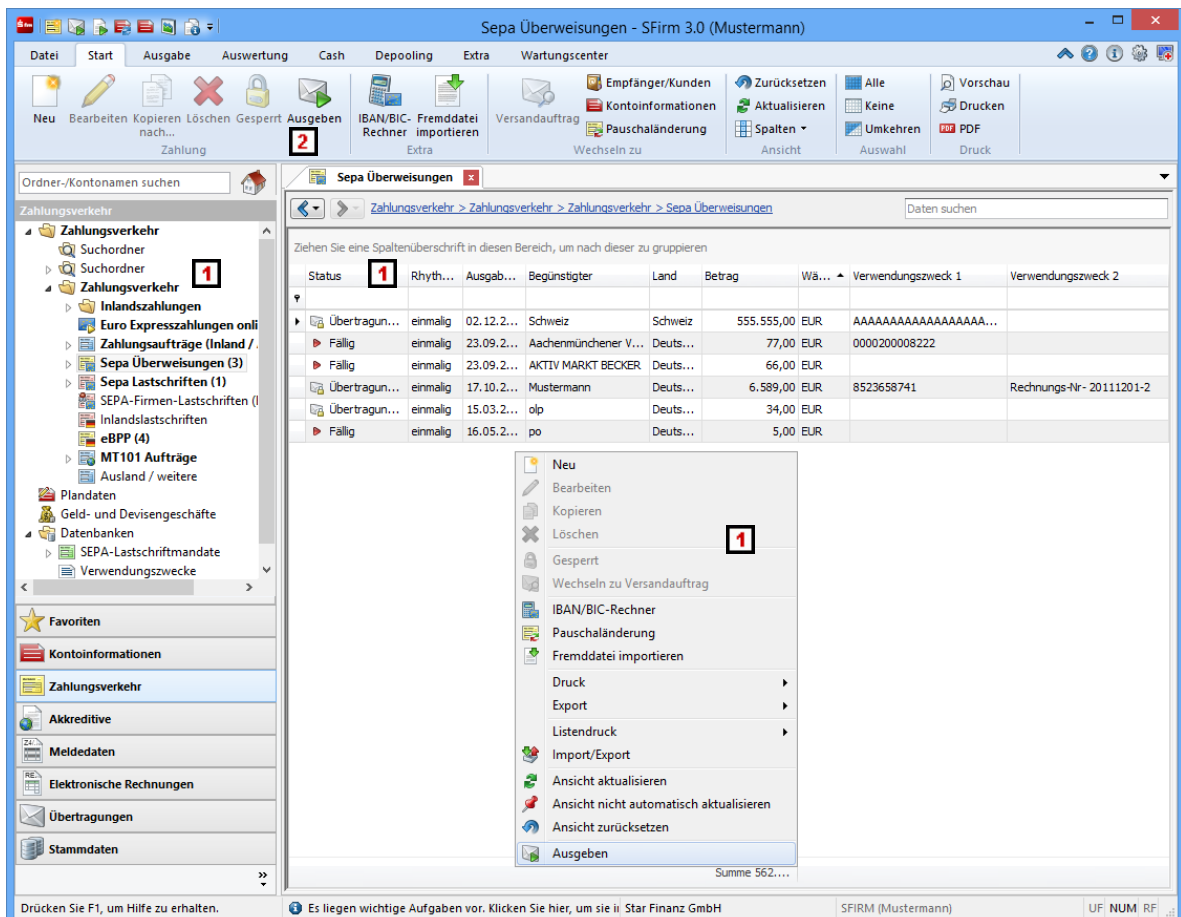 Sepa Überweisungen - SFirm 3.0 (Mustermann)
Datei Start Ausgabe Auswertung Cash Depooling Extra Wartungscenter
Neu Bearbeiten Kopieren nach... Löschen Gesperrt Ausgeben
2
Zahlung
IBAN/BIC-Rechner Fremddatei importieren
Extra
Versandauftrag
Empfänger/Kunden
Kontoinformationen
Pauschaländerung
Wechseln zu
Zurücksetzen
Aktualisieren
Spalten
Ansicht
Alle
Keine
Umkehren
Auswahl
Vorschau
Drucken
PDF PDF
Druck
Ordner-/Kontonamen suchen
Zahlungsverkehr
Zahlungsverkehr
Suchordner
Suchordner
1
Zahlungsverkehr
Inlandszahlungen
Euro Expresszahlungen onli
Zahlungsaufträge (Inland /
Sepa Überweisungen (3)
Sepa Lastschriften (1)
SEPA-Firmen-Lastschriften (
Inlandslastschriften
eBPP (4)
MT101 Aufträge
Ausland / weitere
Plandaten
Geld- und Devisengeschäfte
Datenbanken
SEPA-Lastschriftmandate
Verwendungszwecke
Favoriten
Kontoinformationen
Zahlungsverkehr
Akkreditive
Meldedaten
Elektronische Rechnungen
Übertragungen
Stammdaten
Sepa Überweisungen
Zahlungsverkehr > Zahlungsverkehr > Zahlungsverkehr > Sepa Überweisungen
Daten suchen
Ziehen Sie eine Spaltenüberschrift in diesen Bereich, um nach dieser zu gruppieren
Status 1 Rhyth... Ausgab... Begünstigter Land Betrag Wä... Verwendungszweck 1 Verwendungszweck 2
Übertragun... einmalig 02.12.2... Schweiz Schweiz 555.555,00 EUR AAAAAAAAAAAAAAAAAA...
Fällig einmalig 23.09.2... Aachenmünchener V... Deuts... 77,00 EUR 0000200008222
Fällig einmalig 23.09.2... AKTIV MARKT BECKER Deuts... 66,00 EUR
Übertragun... einmalig 17.10.2... Mustermann Deuts... 6.589,00 EUR 8523658741 Rechnungs-Nr- 20111201-2
Übertragun... einmalig 15.03.2... olp Deuts... 34,00 EUR
Fällig einmalig 16.05.2... po Deuts... 5,00 EUR
Neu
Bearbeiten
Kopieren
Löschen
1
Gesperrt
Wechseln zu Versandauftrag
IBAN/BIC-Rechner
Pauschaländerung
Fremddatei importieren
Druck
Export
Listendruck
Import/Export
Ansicht aktualisieren
Ansicht nicht automatisch aktualisieren
Ansicht zurücksetzen
Ausgeben
Summe 562....
Drücken Sie F1, um Hilfe zu erhalten.
Es liegen wichtige Aufgaben vor. Klicken Sie hier, um sie i
Star Finanz GmbH
SFIRM (Mustermann)
UF NUM RF